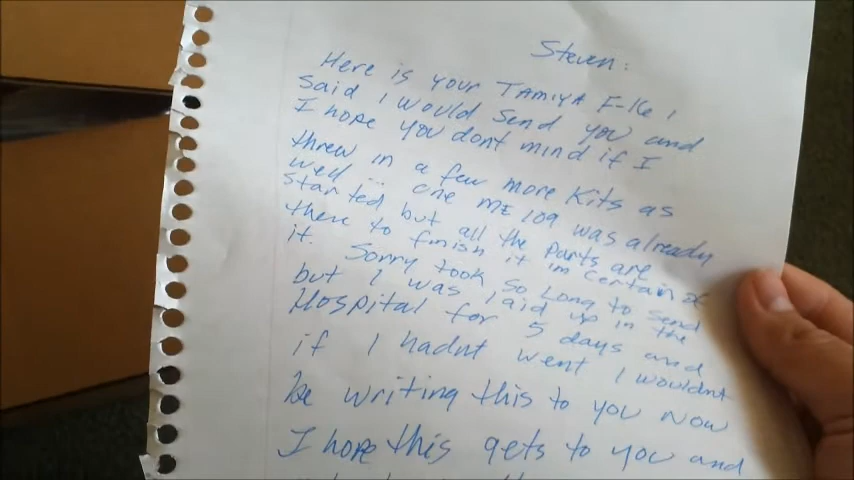 Steven:
Here is your TAMIYA F-16 I
said I would send you and
I hope you dont mind if I
threw in a few more kits as
well... one ME 109 was already
started but all the parts are
there to finish it im certain of
it.
Sorry took so long to send
but I was laid up in the
Hospital for 5 days and
if I hadnt went I wouldnt
be writing this to you now
I hope this gets to you and